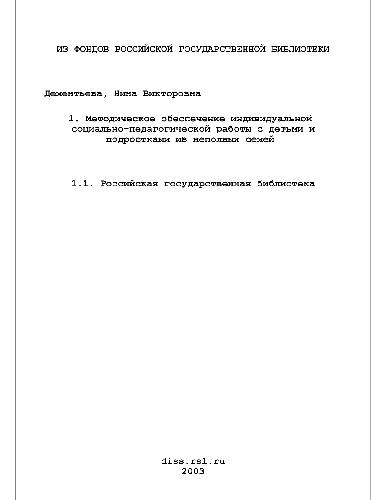 ИЗ ФОНДОВ РОССИЙСКОЙ ГОСУДАРСТВЕННОЙ БИБЛИОТЕКИ
Дементьева, Нина Викторовна
1. Методическое обеспечение индивидуальной
социально-педагогической работы с детьми и
подростками из неполных семей
1.1. Российская государственная библиотека
diss.rsl.ru
2003